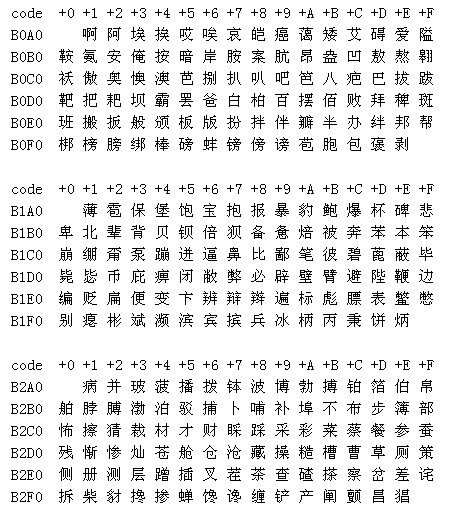 code +0 +1 +2 +3 +4 +5 +6 +7 +8 +9 +A +B +C +D +E +F
B0A0 啊 阿 埃 挨 哎 唉 哀 皑 癌 蔼 矮 艾 碍 爱 隘
B0B0 鞍 氨 安 俺 按 暗 岸 胺 案 肮 昂 盎 凹 敖 熬 翱
B0C0 袄 傲 奥 懊 澳 芭 捌 扒 叭 吧 笆 八 疤 巴 拔 跋
B0D0 靶 把 耙 坝 霸 罢 爸 白 柏 百 摆 佰 败 拜 稗 斑
B0E0 班 搬 扳 般 颁 板 版 扮 拌 伴 瓣 半 办 绊 邦 帮
B0F0 梆 榜 膀 绑 棒 磅 蚌 镑 傍 谤 苞 胞 包 褒 剥
code +0 +1 +2 +3 +4 +5 +6 +7 +8 +9 +A +B +C +D +E +F
B1A0 薄 雹 保 堡 饱 宝 抱 报 暴 豹 鲍 爆 杯 碑 悲
B1B0 卑 北 辈 背 贝 钡 倍 狈 备 惫 焙 被 奔 苯 本 笨
B1C0 崩 绷 甭 泵 蹦 迸 逼 鼻 比 鄙 笔 彼 碧 蓖 蔽 毕
B1D0 毙 毖 币 庇 痹 闭 敝 弊 必 辟 壁 臂 避 陛 鞭 边
B1E0 编 贬 扁 便 变 卞 辨 辩 辫 遍 标 彪 膘 表 鳖 憋
B1F0 别 瘪 彬 斌 濒 滨 宾 摈 兵 冰 柄 丙 秉 饼 炳
code +0 +1 +2 +3 +4 +5 +6 +7 +8 +9 +A +B +C +D +E +F
B2A0 病 并 玻 菠 播 拨 钵 波 博 勃 搏 铂 箔 伯 帛
B2B0 舶 脖 膊 渤 泊 驳 捕 卜 哺 补 埠 不 布 步 簿 部
B2C0 怖 擦 猜 裁 材 才 财 睬 踩 采 彩 菜 蔡 餐 参 蚕
B2D0 残 惭 惨 灿 苍 舱 仓 沧 藏 操 糙 槽 曹 草 厕 策
B2E0 侧 册 测 层 蹭 插 叉 茬 茶 查 碴 搽 察 岔 差 诧
B2F0 拆 柴 豺 搀 掺 蝉 馋 谗 缠 铲 产 阐 颤 昌 猖